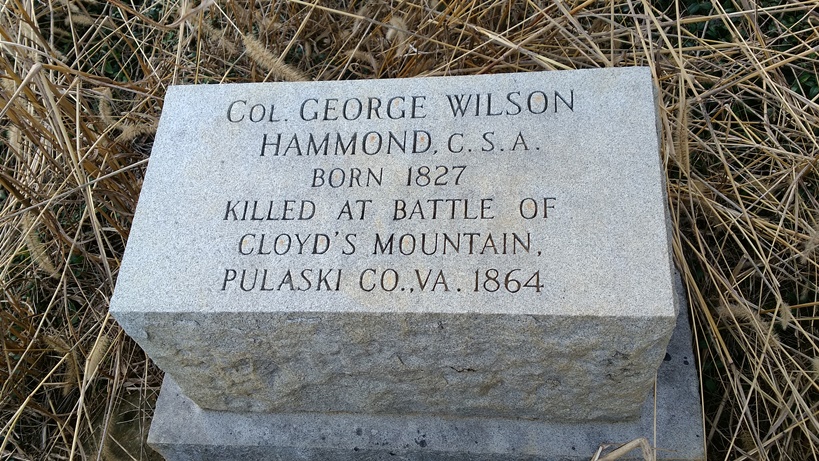 COL. GEORGE WILSON
HAMMOND, C.S.A.
BORN 1827
KILLED AT BATTLE OF
CLOYD'S MOUNTAIN,
PULASKI CO.,VA. 1864